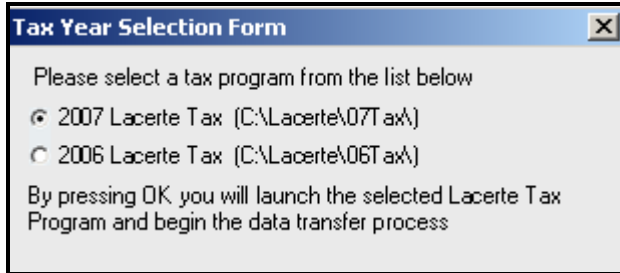 Tax Year Selection Form
Please select a tax program from the list below
2007 Lacerte Tax (C:\Lacerte\07Tax\)
2006 Lacerte Tax (C:\Lacerte\06Tax\)
By pressing OK you will launch the selected Lacerte Tax
Program and begin the data transfer process